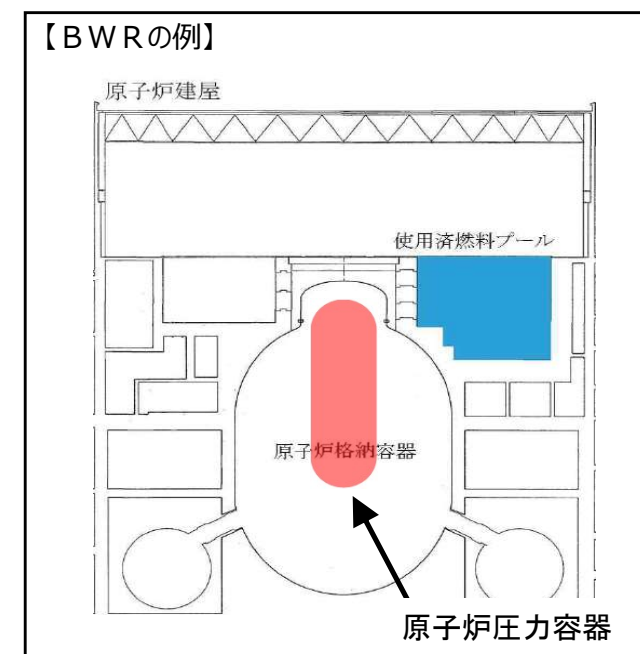 【ＢＷＲの例】
原子炉建屋
使用済燃料プール
原子炉格納容器
原子炉圧力容器